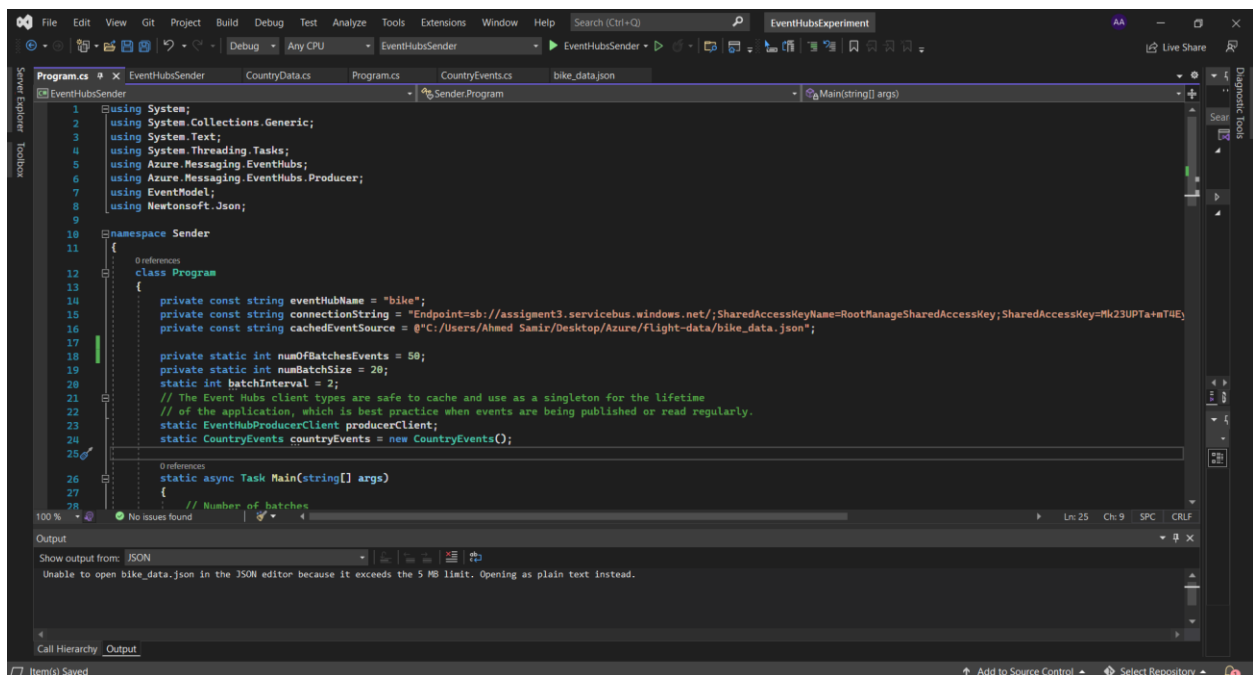 File Edit View Git Project Build Debug Test Analyze Tools Extensions Window Help Search (Ctrl+Q) EventHubsExperiment AA
Debug Any CPU EventHubsSender EventHubsSender Live Share
Program.cs EventHubsSender CountryData.cs Program.cs CountryEvents.cs bike_data.json
EventHubsSender Sender.Program Main(string[] args)
Server Explorer
Toolbox
Diagnostic Tools
Sear
1 using System;
2 using System.Collections.Generic;
3 using System.Text;
4 using System.Threading.Tasks;
5 using Azure.Messaging.EventHubs;
6 using Azure.Messaging.EventHubs.Producer;
7 using EventModel;
8 using Newtonsoft.Json;
9
10 namespace Sender
11 {
0 references
12 class Program
13 {
14 private const string eventHubName = "bike";
15 private const string connectionString = "Endpoint=sb://assigment3.servicebus.windows.net/;SharedAccessKeyName=RootManageSharedAccessKey;SharedAccessKey=Mk23UPTa+mT4Ey
16 private const string cachedEventSource = @"C:/Users/Ahmed Samir/Desktop/Azure/flight-data/bike_data.json";
17
18 private static int numOfBatchesEvents = 50;
19 private static int numBatchSize = 20;
20 static int batchInterval = 2;
21 // The Event Hubs client types are safe to cache and use as a singleton for the lifetime
22 // of the application, which is best practice when events are being published or read regularly.
23 static EventHubProducerClient producerClient;
24 static CountryEvents countryEvents = new CountryEvents();
25
0 references
26 static async Task Main(string[] args)
27 {
28 // Number of batches
100 % No issues found Ln: 25 Ch: 9 SPC CRLF
Output
Show output from: JSON
Unable to open bike_data.json in the JSON editor because it exceeds the 5 MB limit. Opening as plain text instead.
Call Hierarchy Output
Item(s) Saved Add to Source Control Select Repository